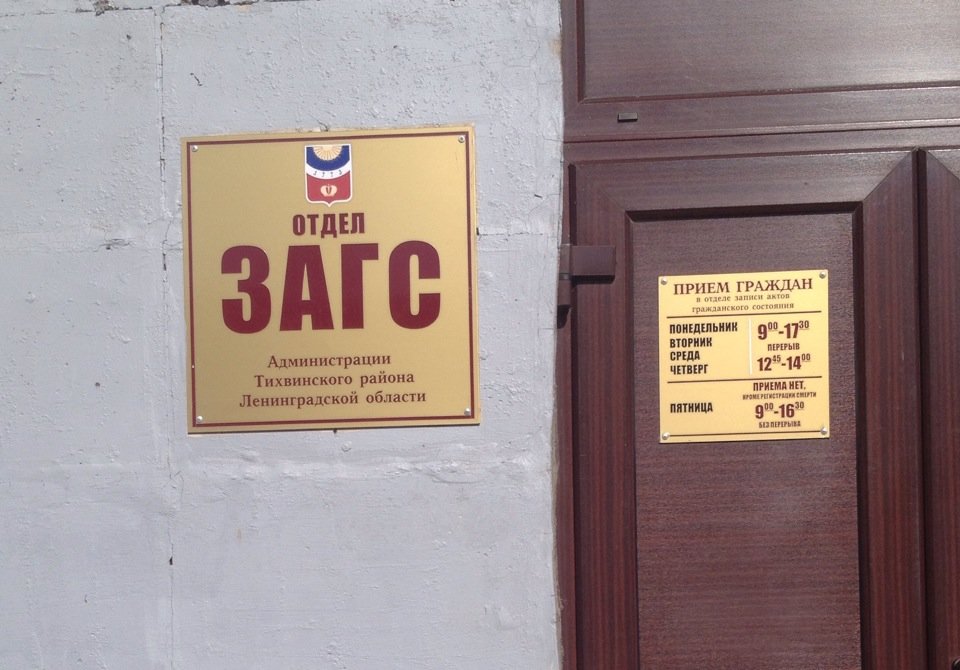 1773
ОТДЕЛ
ЗАГС
Администрации
Тихвинского района
Ленинградской области
ПРИЕМ ГРАЖДАН
в отделе записи актов
гражданского состояния
ПОНЕДЕЛЬНИК
ВТОРНИК
СРЕДА
ЧЕТВЕРГ
9⁰⁰-17³⁰
ПЕРЕРЫВ
12⁴⁵-14⁰⁰
ПЯТНИЦА
ПРИЕМА НЕТ,
КРОМЕ РЕГИСТРАЦИИ СМЕРТИ
9⁰⁰-16³⁰
БЕЗ ПЕРЕРЫВА